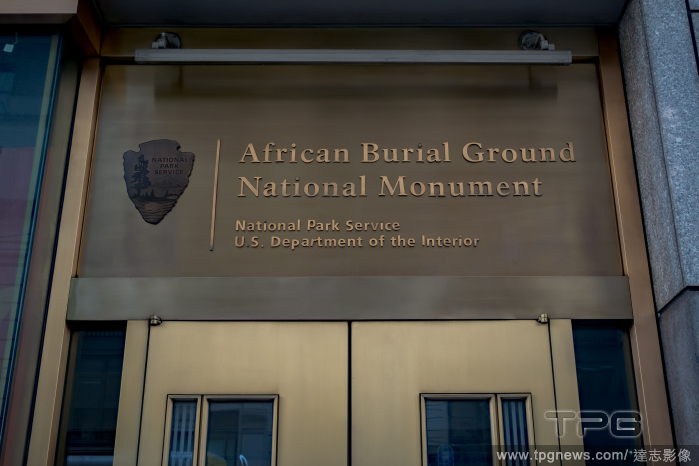 NATIONAL
PARK
SERVICE
African Burial Ground
National Monument
National Park Service
U.S. Department of the Interior
TPG
www.tpgnews.com/達志影像